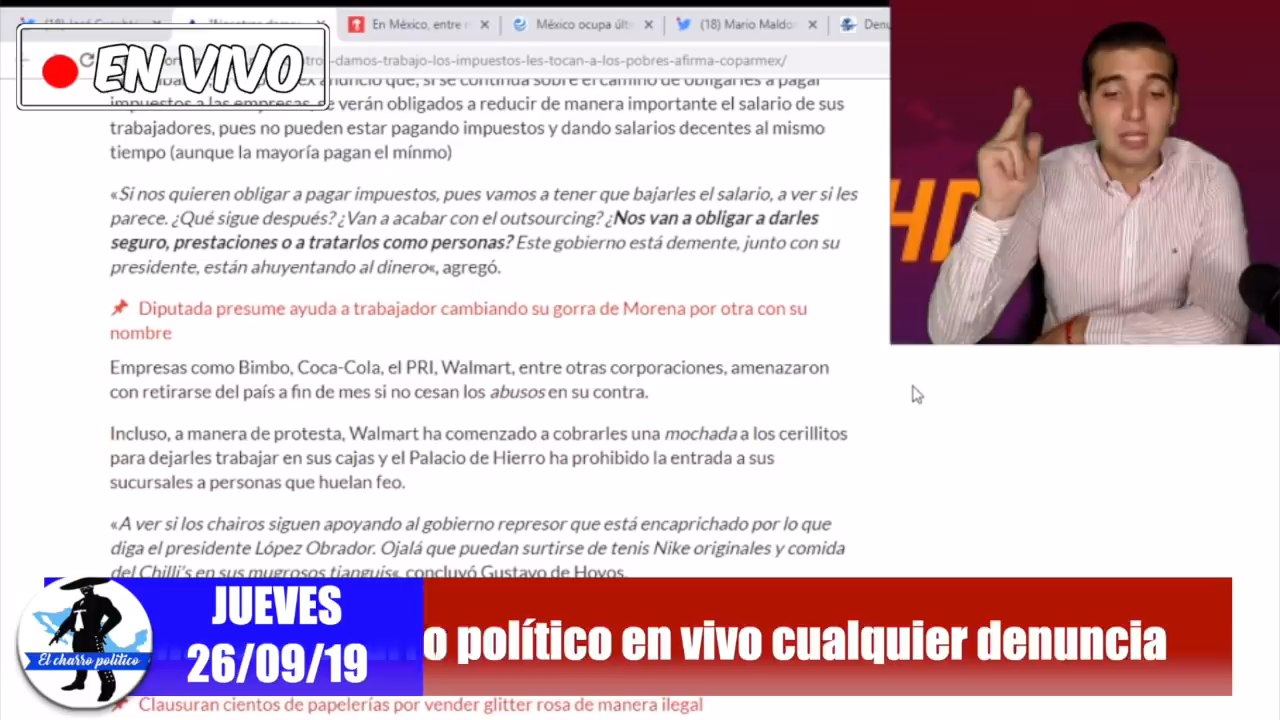 (18) José Cue
"Nosotros damos
En México, entre r
México ocupa últi
(18) Mario Maldon
Denu
EN VIVO
-damos-trabajo-los-impuestos-les-tocan-a-los-pobres-afirma-coparmex/
anunció que, si se continúa sobre el camino de obligarles a pagar
impuestos a las empresas, se verán obligados a reducir de manera importante el salario de sus
trabajadores, pues no pueden estar pagando impuestos y dando salarios decentes al mismo
tiempo (aunque la mayoría pagan el mínmo)
«Si nos quieren obligar a pagar impuestos, pues vamos a tener que bajarles el salario, a ver si les
parece. ¿Qué sigue después? ¿Van a acabar con el outsourcing? ¿Nos van a obligar a darles
seguro, prestaciones o a tratarlos como personas? Este gobierno está demente, junto con su
presidente, están ahuyentando al dinero«, agregó.
Diputada presume ayuda a trabajador cambiando su gorra de Morena por otra con su
nombre
Empresas como Bimbo, Coca-Cola, el PRI, Walmart, entre otras corporaciones, amenazaron
con retirarse del país a fin de mes si no cesan los abusos en su contra.
Incluso, a manera de protesta, Walmart ha comenzado a cobrarles una mochada a los cerillitos
para dejarles trabajar en sus cajas y el Palacio de Hierro ha prohibido la entrada a sus
sucursales a personas que huelan feo.
«A ver si los chairos siguen apoyando al gobierno represor que está encaprichado por lo que
diga el presidente López Obrador. Ojalá que puedan surtirse de tenis Nike originales y comida
del Chilli's en sus mugrosos tianguis«, concluyó Gustavo de Hoyos.
HD
El charro político
JUEVES
26/09/19
o político en vivo cualquier denuncia
Clausuran cientos de papelerías por vender glitter rosa de manera ilegal